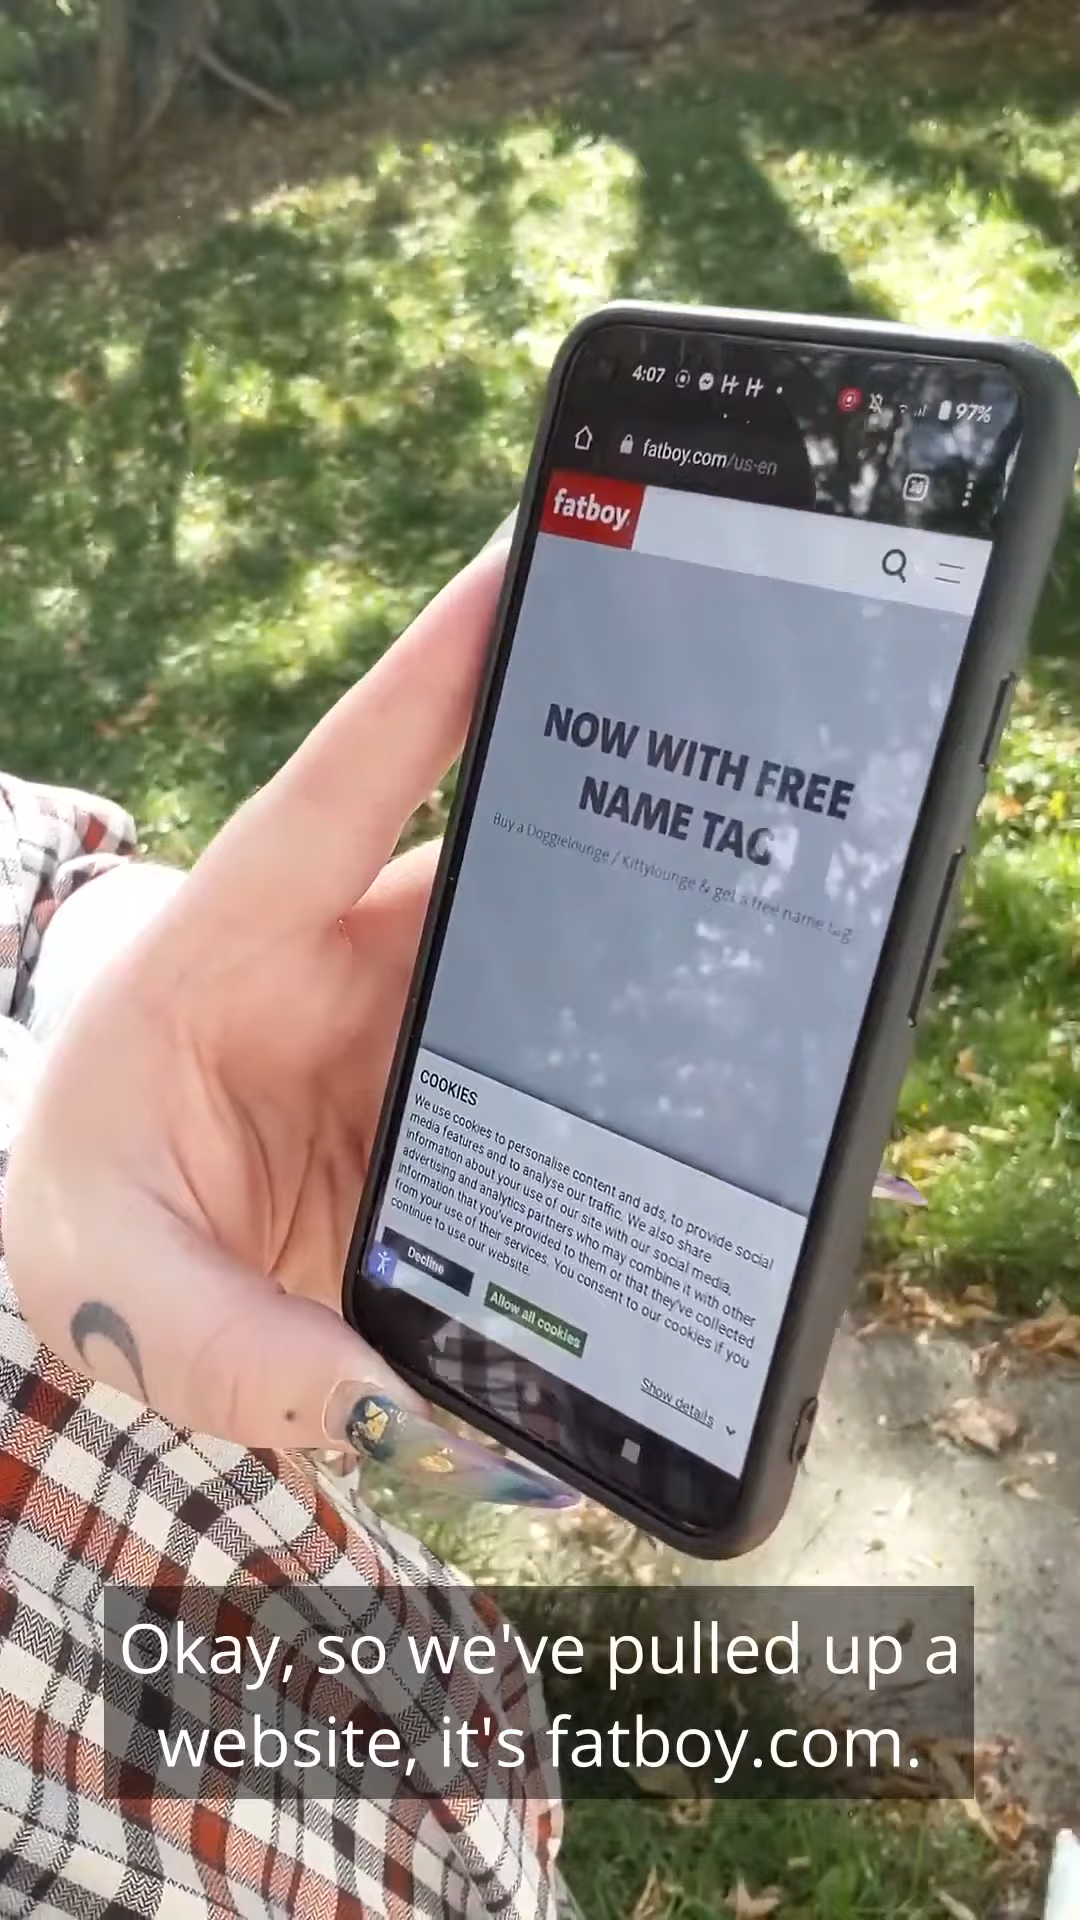 4:07
97%
fatboy.com/us-en
36
fatboy
NOW WITH FREE
NAME TAG
Buy a Doggielounge / Kittylounge & get a free name tag
COOKIES
We use cookies to personalise content and ads, to provide social
media features and to analyse our traffic. We also share
information about your use of our site with our social media,
advertising and analytics partners who may combine it with other
information that you've provided to them or that they've collected
from your use of their services. You consent to our cookies if you
continue to use our website.
Decline
Allow all cookies
Show details
Okay, so we've pulled up a
website, it's fatboy.com.